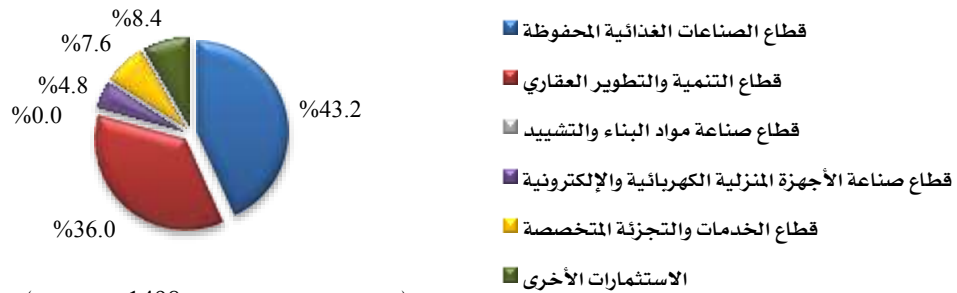 %8.4
%7.6
%4.8
%0.0
%43.2
%36.0
قطاع الصناعات الغذائية المحفوظة
قطاع التنمية والتطوير العقاري
قطاع صناعة مواد البناء والتشييد
قطاع صناعة الأجهزة المنزلية الكهربائية والإلكترونية
قطاع الخدمات والتجزئة المتخصصة
الاستثمارات الأخرى